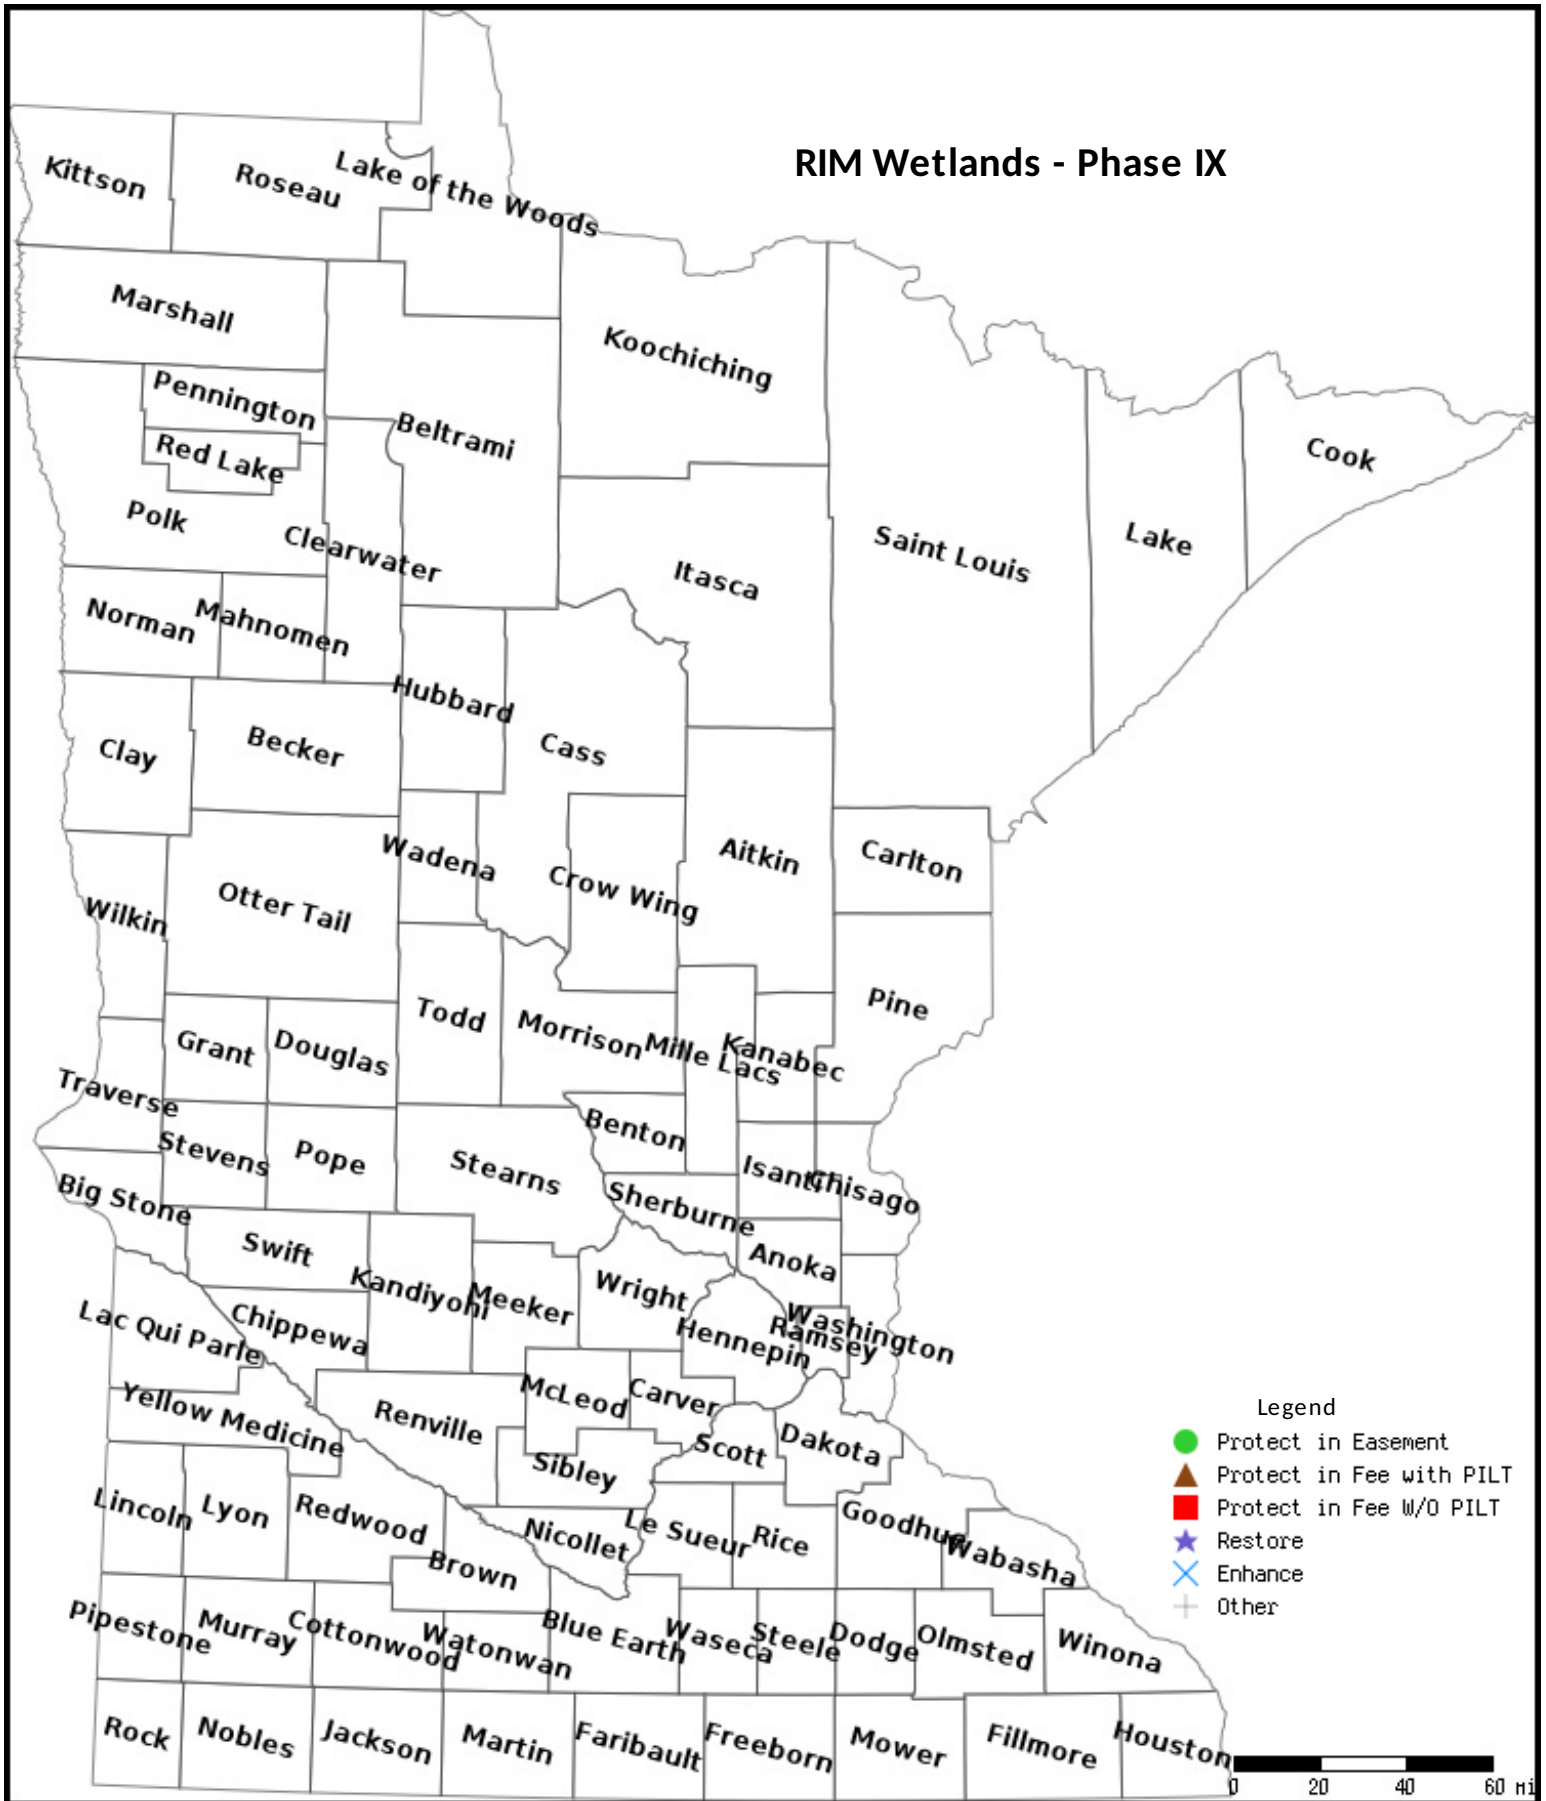 RIM Wetlands - Phase IX
Kittson
Roseau
Lake of the Woods
Marshall
Koochiching
Pennington
Beltrami
Red Lake
Cook
Polk
Clearwater
Saint Louis
Lake
Itasca
Norman
Mahnomen
Hubbard
Clay
Becker
Cass
Wadena
Aitkin
Carlton
Crow Wing
Otter Tail
Wilkin
Pine
Todd
Morrison
Mille Lacs
Kanabec
Grant
Douglas
Traverse
Benton
Stevens
Pope
Stearns
Isanti
Chisago
Big Stone
Sherburne
Swift
Anoka
Kandiyohi
Meeker
Wright
Lac Qui Parle
Chippewa
Hennepin
Ramsey
Washington
McLeod
Carver
Yellow Medicine
Renville
Scott
Dakota
Sibley
Lincoln
Lyon
Redwood
Nicollet
Le Sueur
Rice
Goodhue
Wabasha
Brown
Pipestone
Murray
Cottonwood
Watonwan
Blue Earth
Waseca
Steele
Dodge
Olmsted
Winona
Rock
Nobles
Jackson
Martin
Faribault
Freeborn
Mower
Fillmore
Houston
Legend
Protect in Easement
Protect in Fee with PILT
Protect in Fee W/O PILT
Restore
Enhance
Other
0 20 40 60 mi